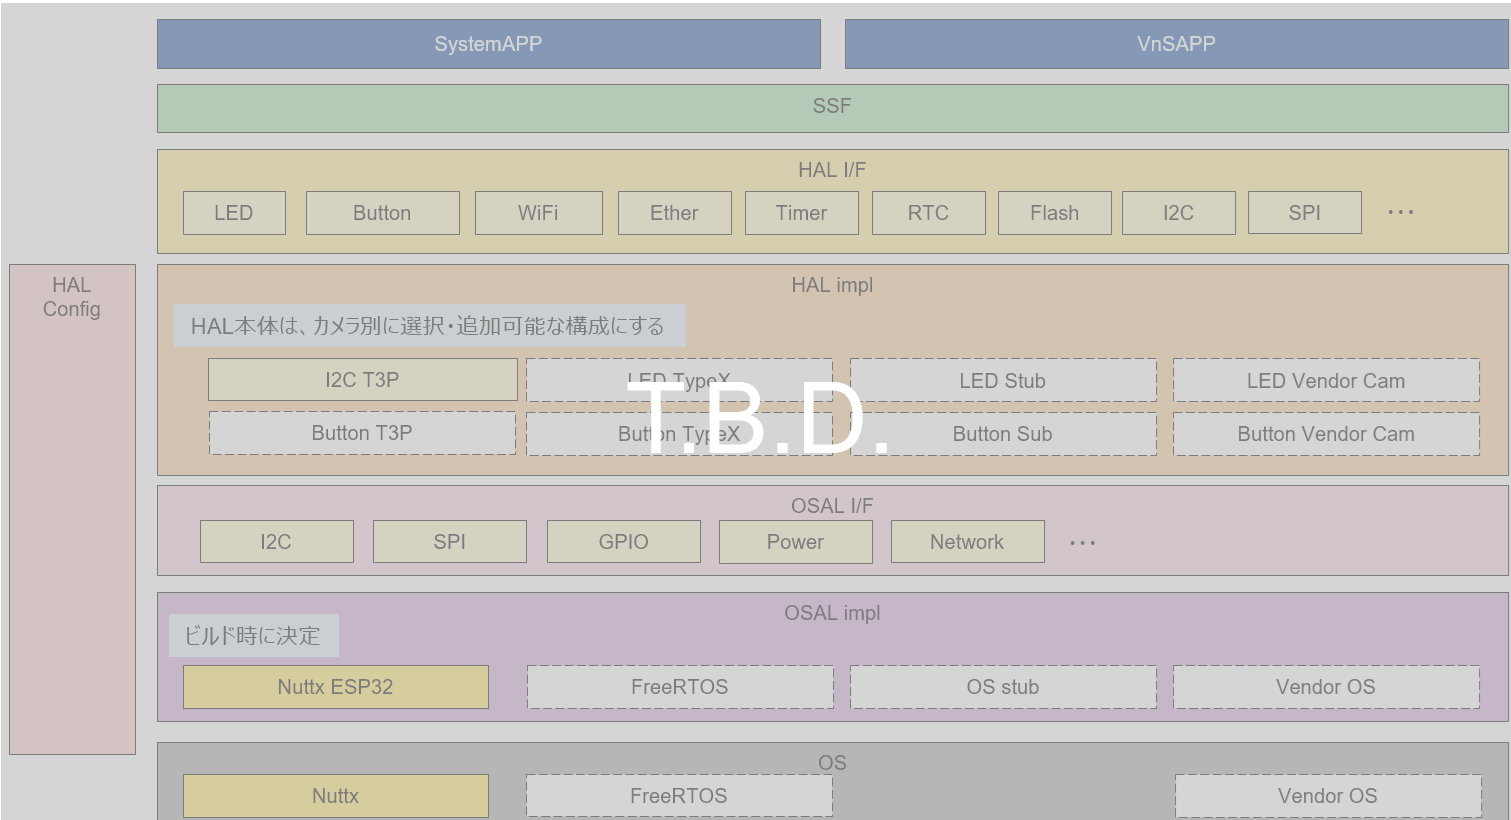 SystemAPP VnSAPP
SSF
HAL I/F
LED Button WiFi Ether Timer RTC Flash I2C SPI ･･･
HAL
Config
HAL impl
HAL本体は、カメラ別に選択・追加可能な構成にする
I2C T3P LED TypeX LED Stub LED Vendor Cam
T.B.D.
Button T3P Button TypeX Button Sub Button Vendor Cam
OSAL I/F
I2C SPI GPIO Power Network ･･･
OSAL impl
ビルド時に決定
Nuttx ESP32 FreeRTOS OS stub Vendor OS
OS
Nuttx FreeRTOS Vendor OS